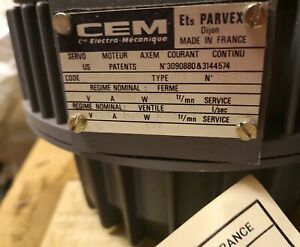 CEM
Cie Electro-Mécanique
Ets PARVEX
Dijon
MADE IN FRANCE
SERVO MOTEUR AXEM COURANT CONTINU
US PATENTS N°3090880&3144574
CODE TYPE N°
REGIME NOMINAL: FERME
V A W tr/mn SERVICE
REGIME NOMINAL: VENTILE l/sec
V A W tr/mn SERVICE
RANCE